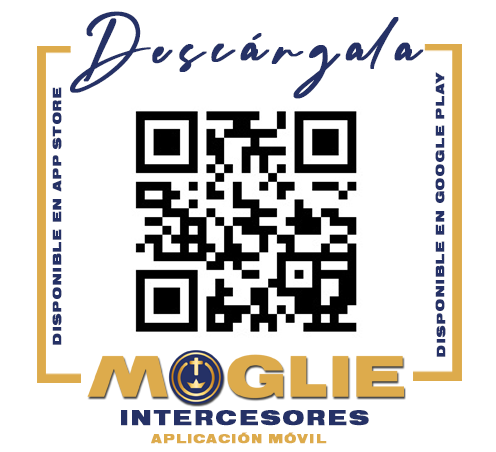 Descárgala
DISPONIBLE EN APP STORE
DISPONIBLE EN GOOGLE PLAY
MOGLIE
INTERCESORES
APLICACIÓN MÓVIL